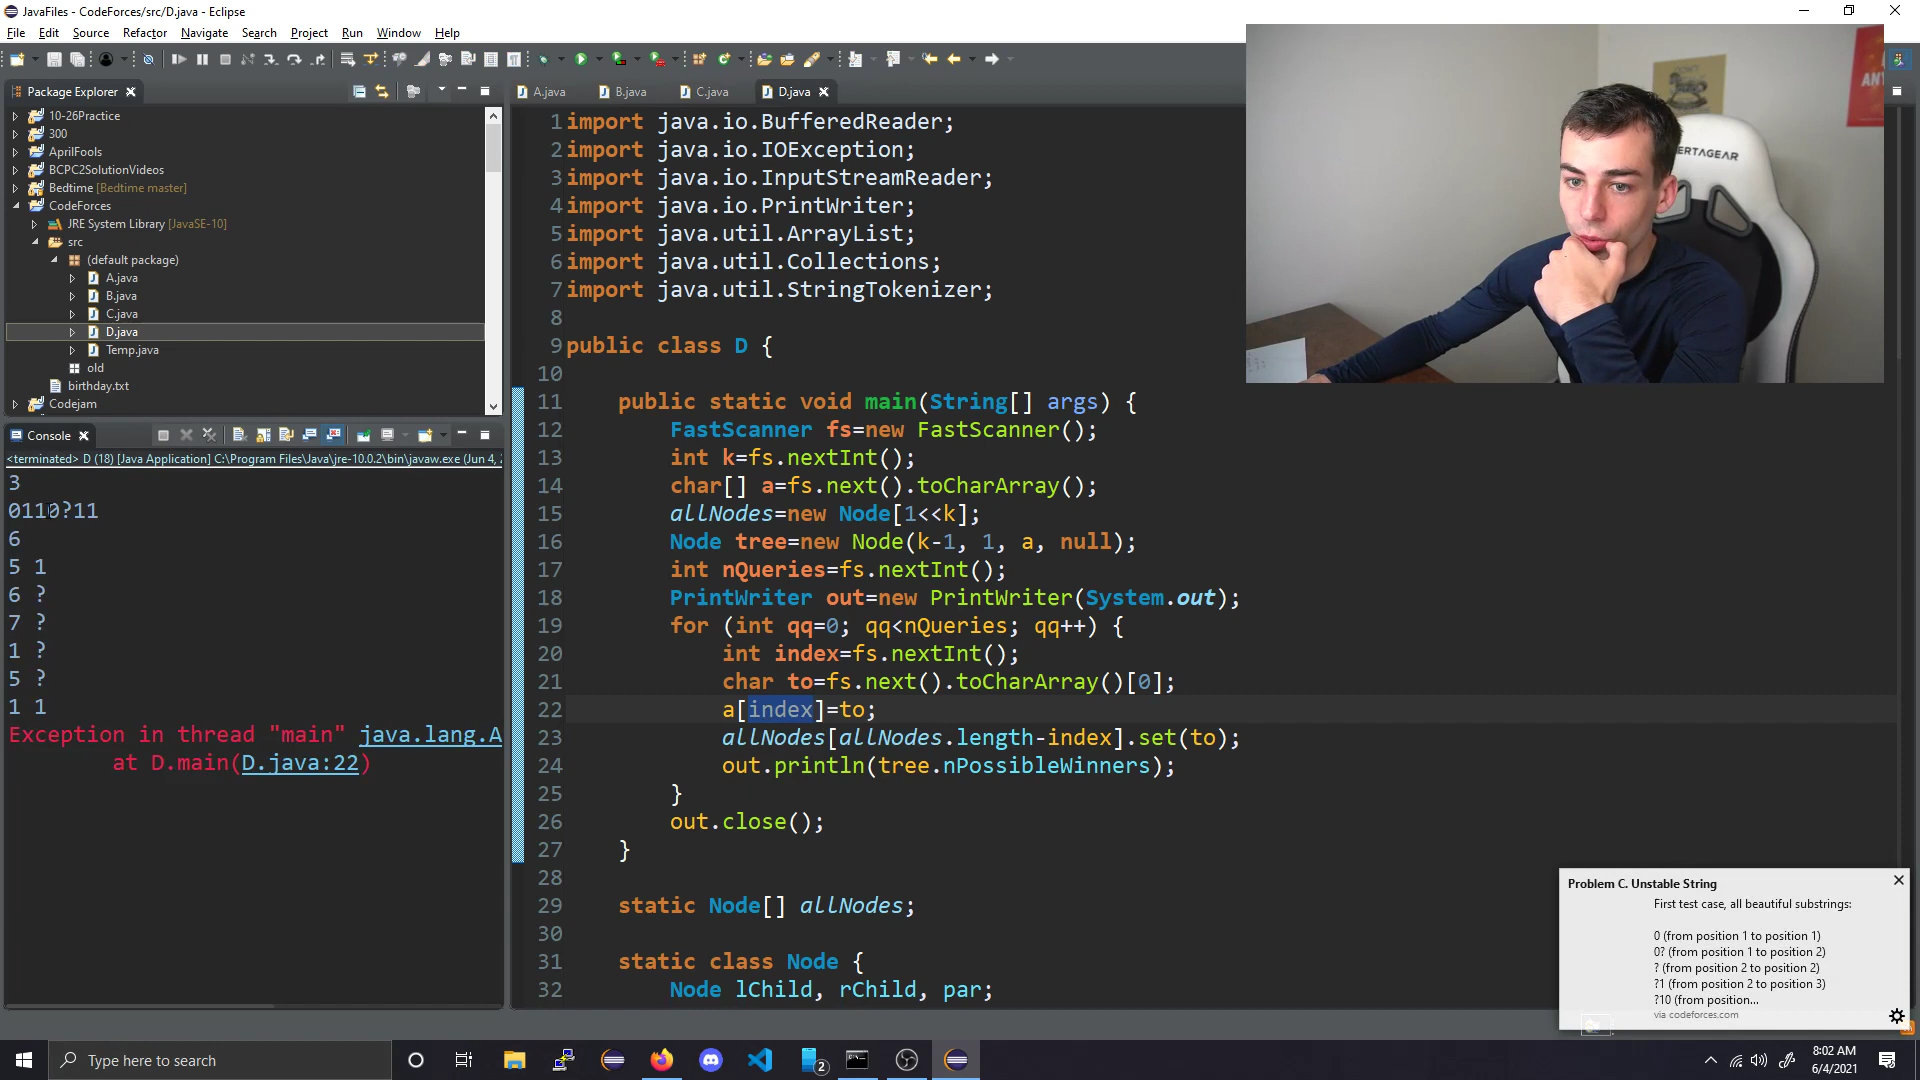 JavaFiles - CodeForces/src/D.java - Eclipse
File Edit Source Refactor Navigate Search Project Run Window Help
Package Explorer
10-26Practice
300
AprilFools
BCPC2SolutionVideos
Bedtime [Bedtime master]
CodeForces
JRE System Library [JavaSE-10]
src
(default package)
A.java
B.java
C.java
D.java
Temp.java
old
birthday.txt
Codejam
Console
<terminated> D (18) [Java Application] C:\Program Files\Java\jre-10.0.2\bin\javaw.exe (Jun 4,
3
0110?11
6
5 1
6 ?
7 ?
1 ?
5 ?
1 1
Exception in thread "main" java.lang.A
at D.main(D.java:22)
A.java B.java C.java D.java
1 import java.io.BufferedReader;
2 import java.io.IOException;
3 import java.io.InputStreamReader;
4 import java.io.PrintWriter;
5 import java.util.ArrayList;
6 import java.util.Collections;
7 import java.util.StringTokenizer;
8
9 public class D {
10
11 public static void main(String[] args) {
12 FastScanner fs=new FastScanner();
13 int k=fs.nextInt();
14 char[] a=fs.next().toCharArray();
15 allNodes=new Node[1<<k];
16 Node tree=new Node(k-1, 1, a, null);
17 int nQueries=fs.nextInt();
18 PrintWriter out=new PrintWriter(System.out);
19 for (int qq=0; qq<nQueries; qq++) {
20 int index=fs.nextInt();
21 char to=fs.next().toCharArray()[0];
22 a[index]=to;
23 allNodes[allNodes.length-index].set(to);
24 out.println(tree.nPossibleWinners);
25 }
26 out.close();
27 }
28
29 static Node[] allNodes;
30
31 static class Node {
32 Node lChild, rChild, par;
ERTAGEAR
ANY
Problem C. Unstable String
First test case, all beautiful substrings:
0 (from position 1 to position 1)
0? (from position 1 to position 2)
? (from position 2 to position 2)
?1 (from position 2 to position 3)
?10 (from position...
via codeforces.com
Type here to search
2
8:02 AM
6/4/2021